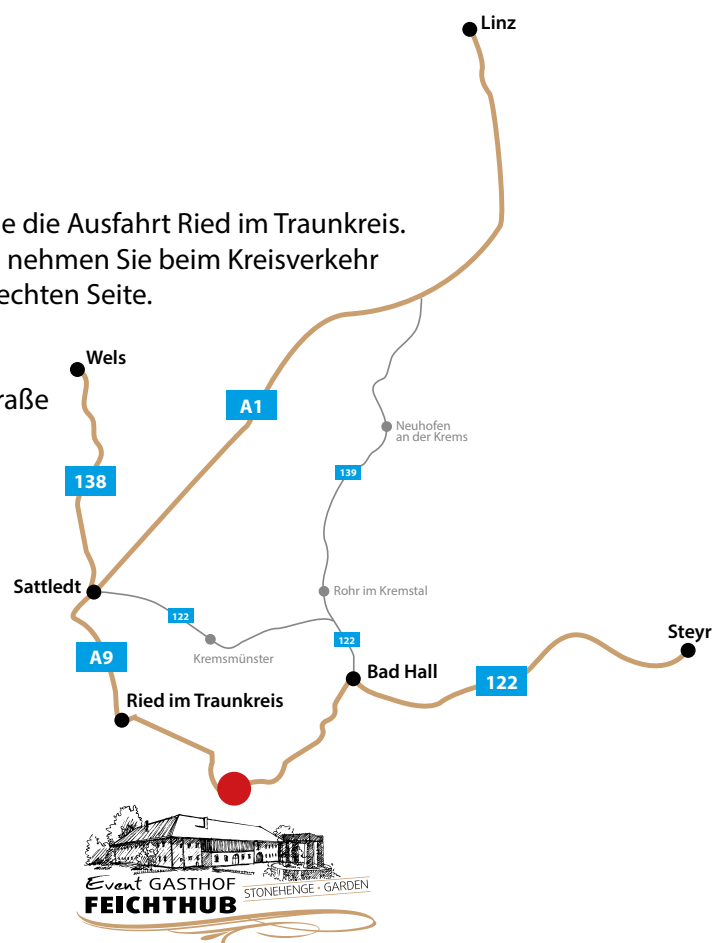 Linz
e die Ausfahrt Ried im Traunkreis.
nehmen Sie beim Kreisverkehr
echten Seite.
Wels
raße
A1
Neuhofen
an der Krems
139
138
Sattledt
Rohr im Kremstal
122
122
Kremsmünster
Steyr
A9
Bad Hall
122
Ried im Traunkreis
Event GASTHOF
STONEHENGE - GARDEN
FEICHTHUB